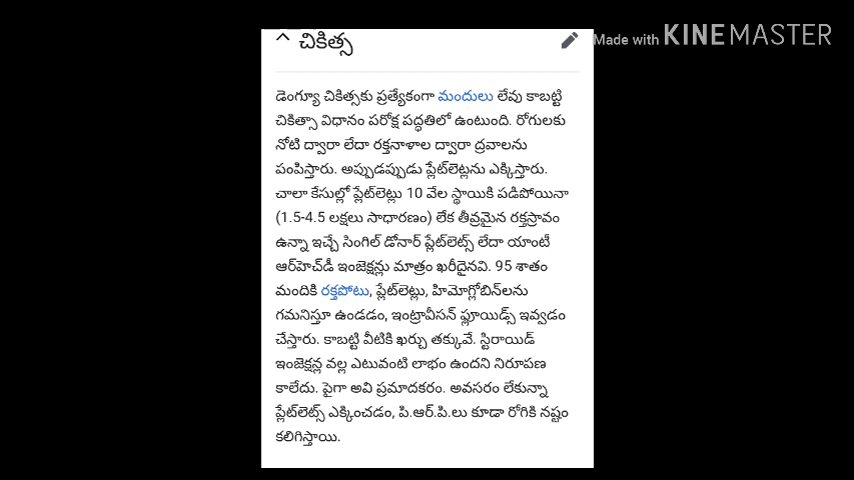 చికిత్స
Made with KINEMASTER
డెంగ్యూ చికిత్సకు ప్రత్యేకంగా మందులు లేవు కాబట్టి
చికిత్సా విధానం పరోక్ష పద్ధతిలో ఉంటుంది. రోగులకు
నోటి ద్వారా లేదా రక్తనాళాల ద్వారా ద్రవాలను
పంపిస్తారు. అప్పుడప్పుడు ప్లేట్‌లెట్లను ఎక్కిస్తారు.
చాలా కేసుల్లో ప్లేట్‌లెట్లు 10 వేల స్థాయికి పడిపోయినా
(1.5-4.5 లక్షలు సాధారణం) లేక తీవ్రమైన రక్తస్రావం
ఉన్నా ఇచ్చే సింగిల్ డోనార్ ప్లేట్‌లెట్స్ లేదా యాంటీ
ఆర్‌హెచ్‌డీ ఇంజెక్షన్లు మాత్రం ఖరీదైనవి. 95 శాతం
మందికి రక్తపోటు, ప్లేట్‌లెట్లు, హిమోగ్లోబిన్‌లను
గమనిస్తూ ఉండడం, ఇంట్రావీనస్ ఫ్లూయిడ్స్ ఇవ్వడం
చేస్తారు. కాబట్టి వీటికి ఖర్చు తక్కువే. స్టిరాయిడ్
ఇంజెక్షన్ల వల్ల ఎటువంటి లాభం ఉందని నిరూపణ
కాలేదు. పైగా అవి ప్రమాదకరం. అవసరం లేకున్నా
ప్లేట్‌లెట్స్ ఎక్కించడం, పి.ఆర్.పి.లు కూడా రోగికి నష్టం
కలిగిస్తాయి.